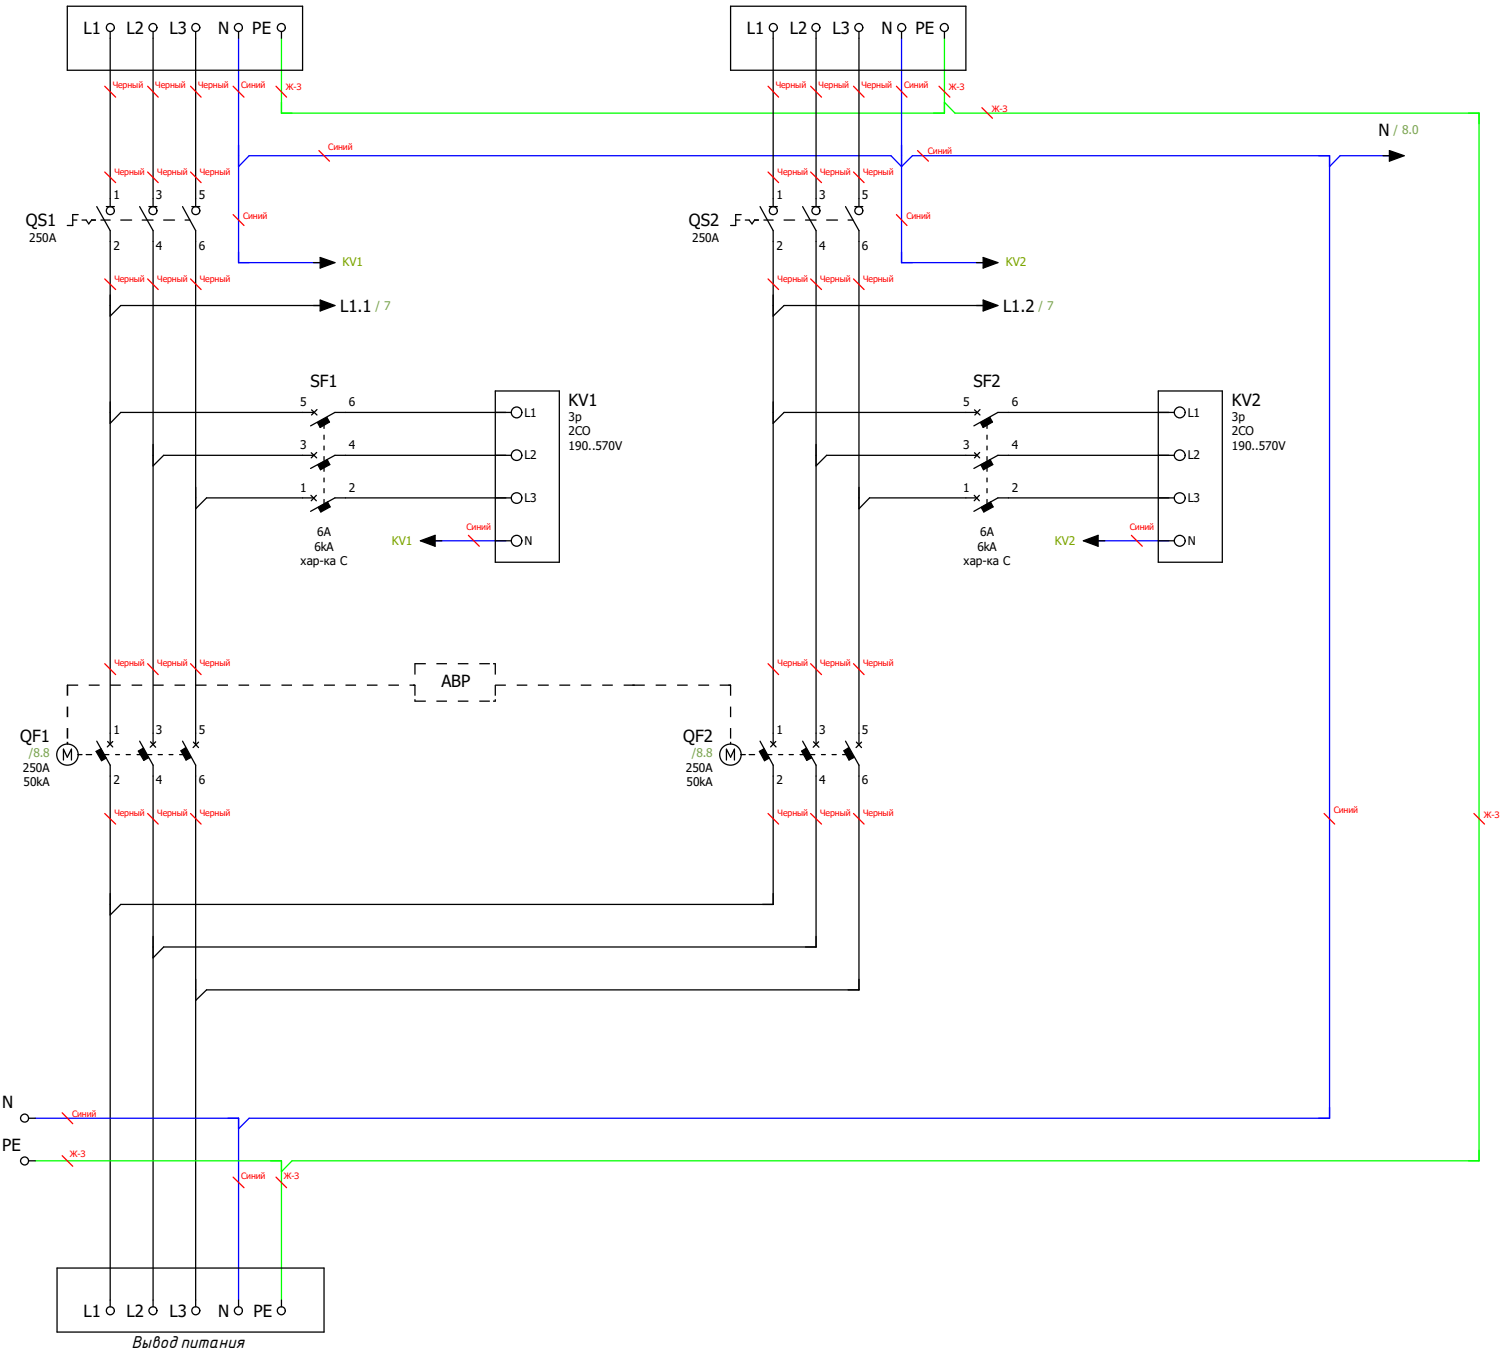 L1 L2 L3 N PE
L1 L2 L3 N PE
Черный Черный Черный Синий Ж-З
Черный Черный Черный Синий Ж-З
Ж-З
N / 8.0
Синий
Синий
Черный Черный Черный
Черный Черный Черный
1 3 5
1 3 5
QS1
250A
Синий
QS2
250A
Синий
2 4 6
2 4 6
KV1
KV2
Черный Черный Черный
Черный Черный Черный
L1.1 / 7
L1.2 / 7
SF1
5 6
3 4
1 2
6A
6kA
хар-ка C
L1
L2
L3
N
KV1
3p
2CO
190..570V
KV1
Синий
SF2
5 6
3 4
1 2
6A
6kA
хар-ка C
L1
L2
L3
N
KV2
3p
2CO
190..570V
KV2
Синий
Черный Черный Черный
Черный Черный Черный
АВР
QF1
/8.8
250A
50kA
M
1 3 5
2 4 6
QF2
/8.8
250A
50kA
M
1 3 5
2 4 6
Черный Черный Черный
Черный Черный Черный
Синий
Ж-З
N
Синий
PE
Ж-З
Синий Ж-З
L1 L2 L3 N PE
Вывод питания